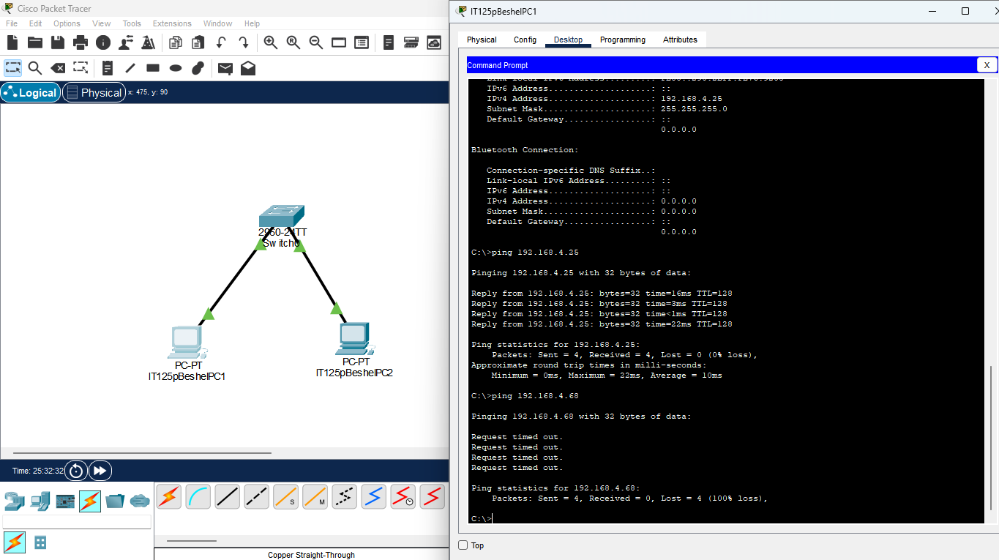 Cisco Packet Tracer
File Edit Options View Tools Extensions Window Help
Logical
Physical
x: 475, y: 90
2960-24TT
Switch0
PC-PT
IT125pBeshelPC1
PC-PT
IT125pBeshelPC2
Time: 25:32:32
S
M
Copper Straight-Through
IT125pBeshelPC1
Physical Config Desktop Programming Attributes
Command Prompt
X
IPv6 Address....................: ::
IPv4 Address....................: 192.168.4.25
Subnet Mask.....................: 255.255.255.0
Default Gateway.................: ::
0.0.0.0
Bluetooth Connection:
Connection-specific DNS Suffix..:
Link-local IPv6 Address.........: ::
IPv6 Address....................: ::
IPv4 Address....................: 0.0.0.0
Subnet Mask.....................: 0.0.0.0
Default Gateway.................: ::
0.0.0.0
C:\>ping 192.168.4.25
Pinging 192.168.4.25 with 32 bytes of data:
Reply from 192.168.4.25: bytes=32 time=16ms TTL=128
Reply from 192.168.4.25: bytes=32 time=3ms TTL=128
Reply from 192.168.4.25: bytes=32 time<1ms TTL=128
Reply from 192.168.4.25: bytes=32 time=22ms TTL=128
Ping statistics for 192.168.4.25:
Packets: Sent = 4, Received = 4, Lost = 0 (0% loss),
Approximate round trip times in milli-seconds:
Minimum = 0ms, Maximum = 22ms, Average = 10ms
C:\>ping 192.168.4.68
Pinging 192.168.4.68 with 32 bytes of data:
Request timed out.
Request timed out.
Request timed out.
Request timed out.
Ping statistics for 192.168.4.68:
Packets: Sent = 4, Received = 0, Lost = 4 (100% loss),
C:\>
Top